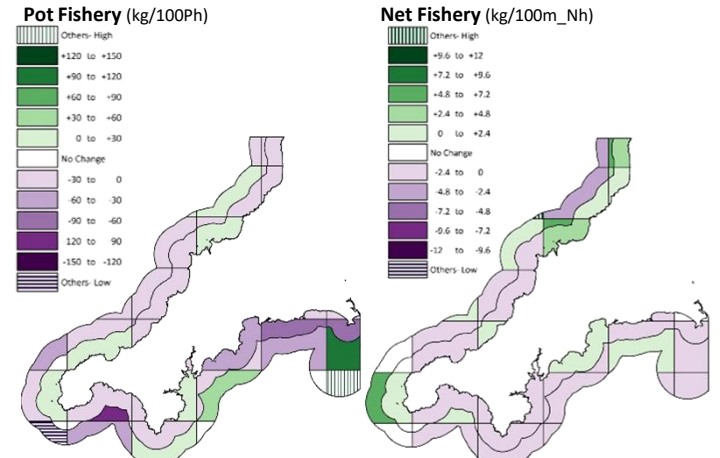 Pot Fishery (kg/100Ph)
Others- High
+120 to +150
+90 to +120
+60 to +90
+30 to +60
0 to +30
No Change
-30 to 0
-60 to -30
-90 to -60
120 to 90
-150 to -120
Others- Low
Net Fishery (kg/100m_Nh)
+9.6 to +12
+7.2 to +9.6
+4.8 to +7.2
+2.4 to +4.8
0 to +2.4
No Change
-2.4 to 0
-4.8 to -2.4
-7.2 to -4.8
-9.6 to -7.2
-12 to -9.6